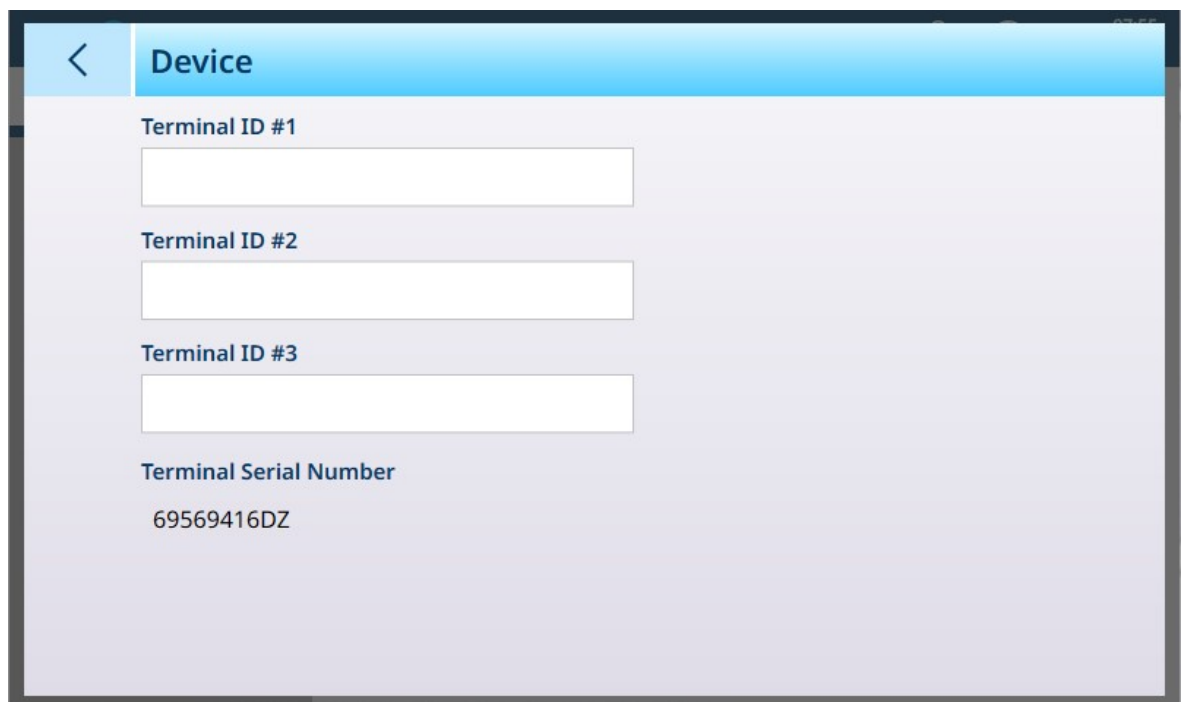 Device
Terminal ID #1
Terminal ID #2
Terminal ID #3
Terminal Serial Number
69569416DZ